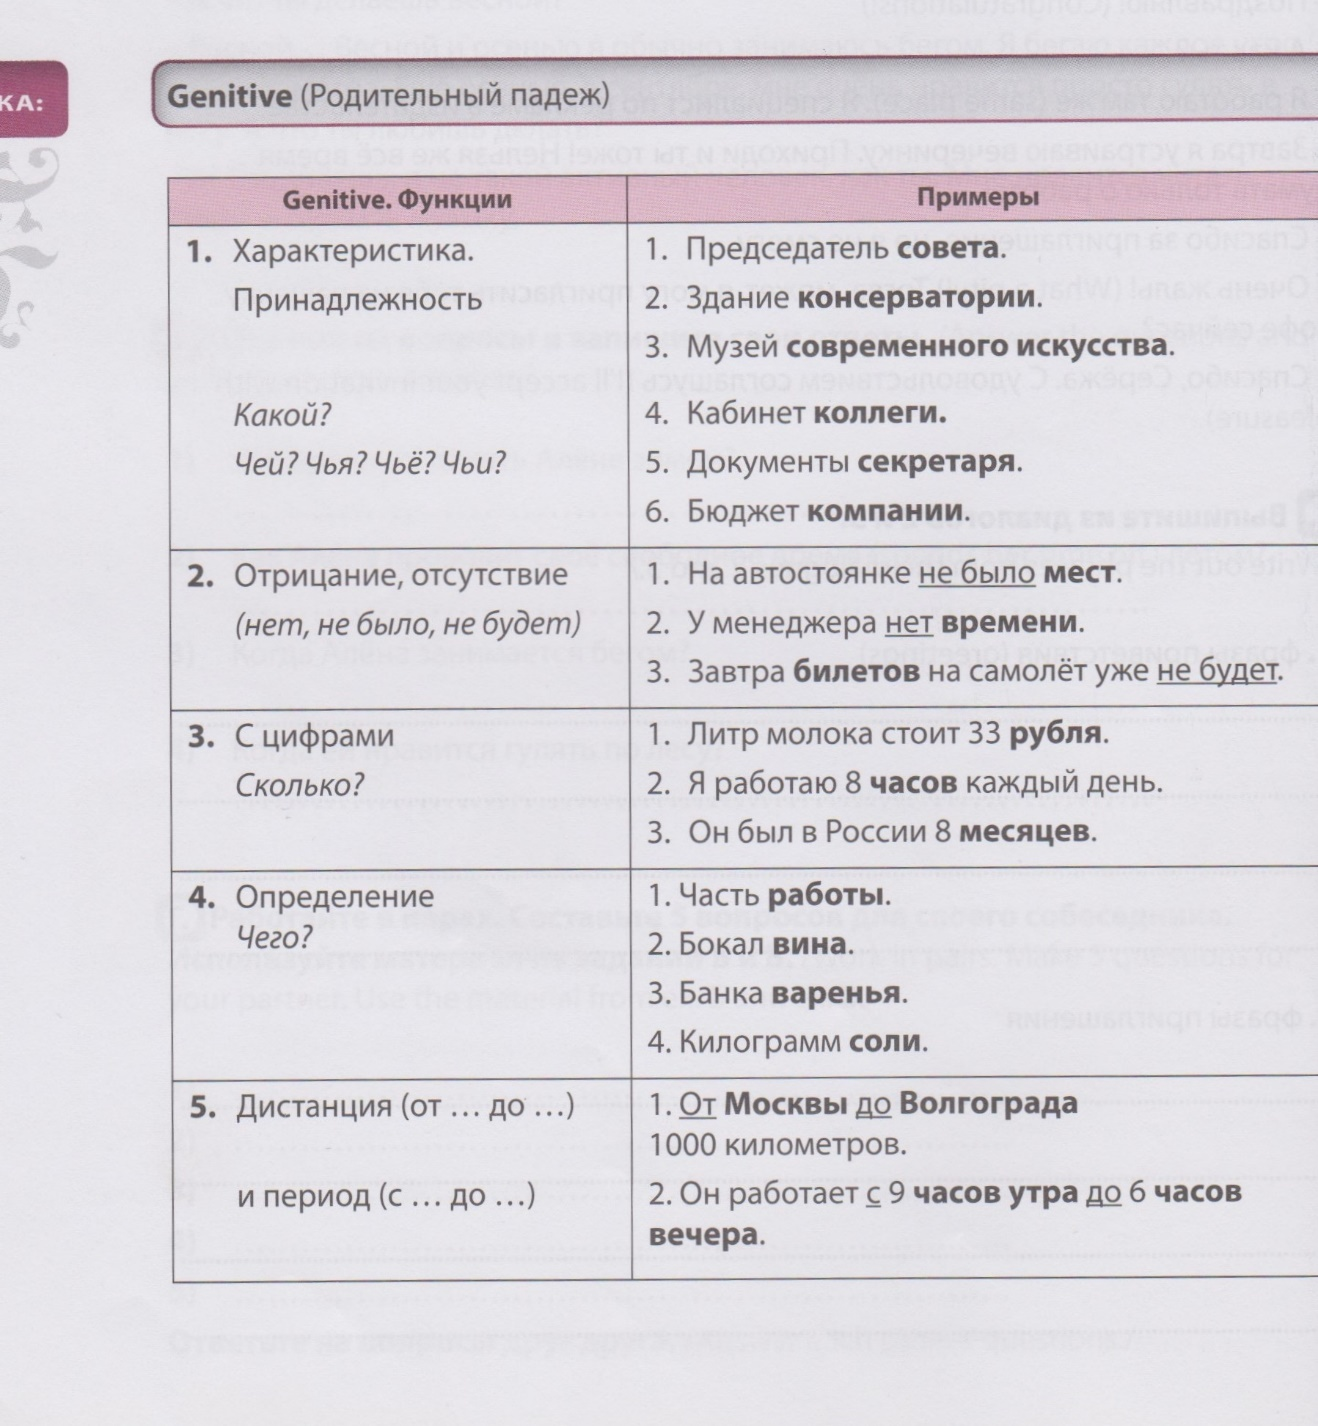 КА:
Genitive (Родительный падеж)
Genitive. Функции
Примеры
1. Характеристика.
Принадлежность
Какой?
Чей? Чья? Чьё? Чьи?
1. Председатель совета.
2. Здание консерватории.
3. Музей современного искусства.
4. Кабинет коллеги.
5. Документы секретаря.
6. Бюджет компании.
2. Отрицание, отсутствие
(нет, не было, не будет)
1. На автостоянке не было мест.
2. У менеджера нет времени.
3. Завтра билетов на самолёт уже не будет.
3. С цифрами
Сколько?
1. Литр молока стоит 33 рубля.
2. Я работаю 8 часов каждый день.
3. Он был в России 8 месяцев.
4. Определение
Чего?
1. Часть работы.
2. Бокал вина.
3. Банка варенья.
4. Килограмм соли.
5. Дистанция (от ... до ...)
и период (с ... до ...)
1. От Москвы до Волгограда
1000 километров.
2. Он работает с 9 часов утра до 6 часов
вечера.